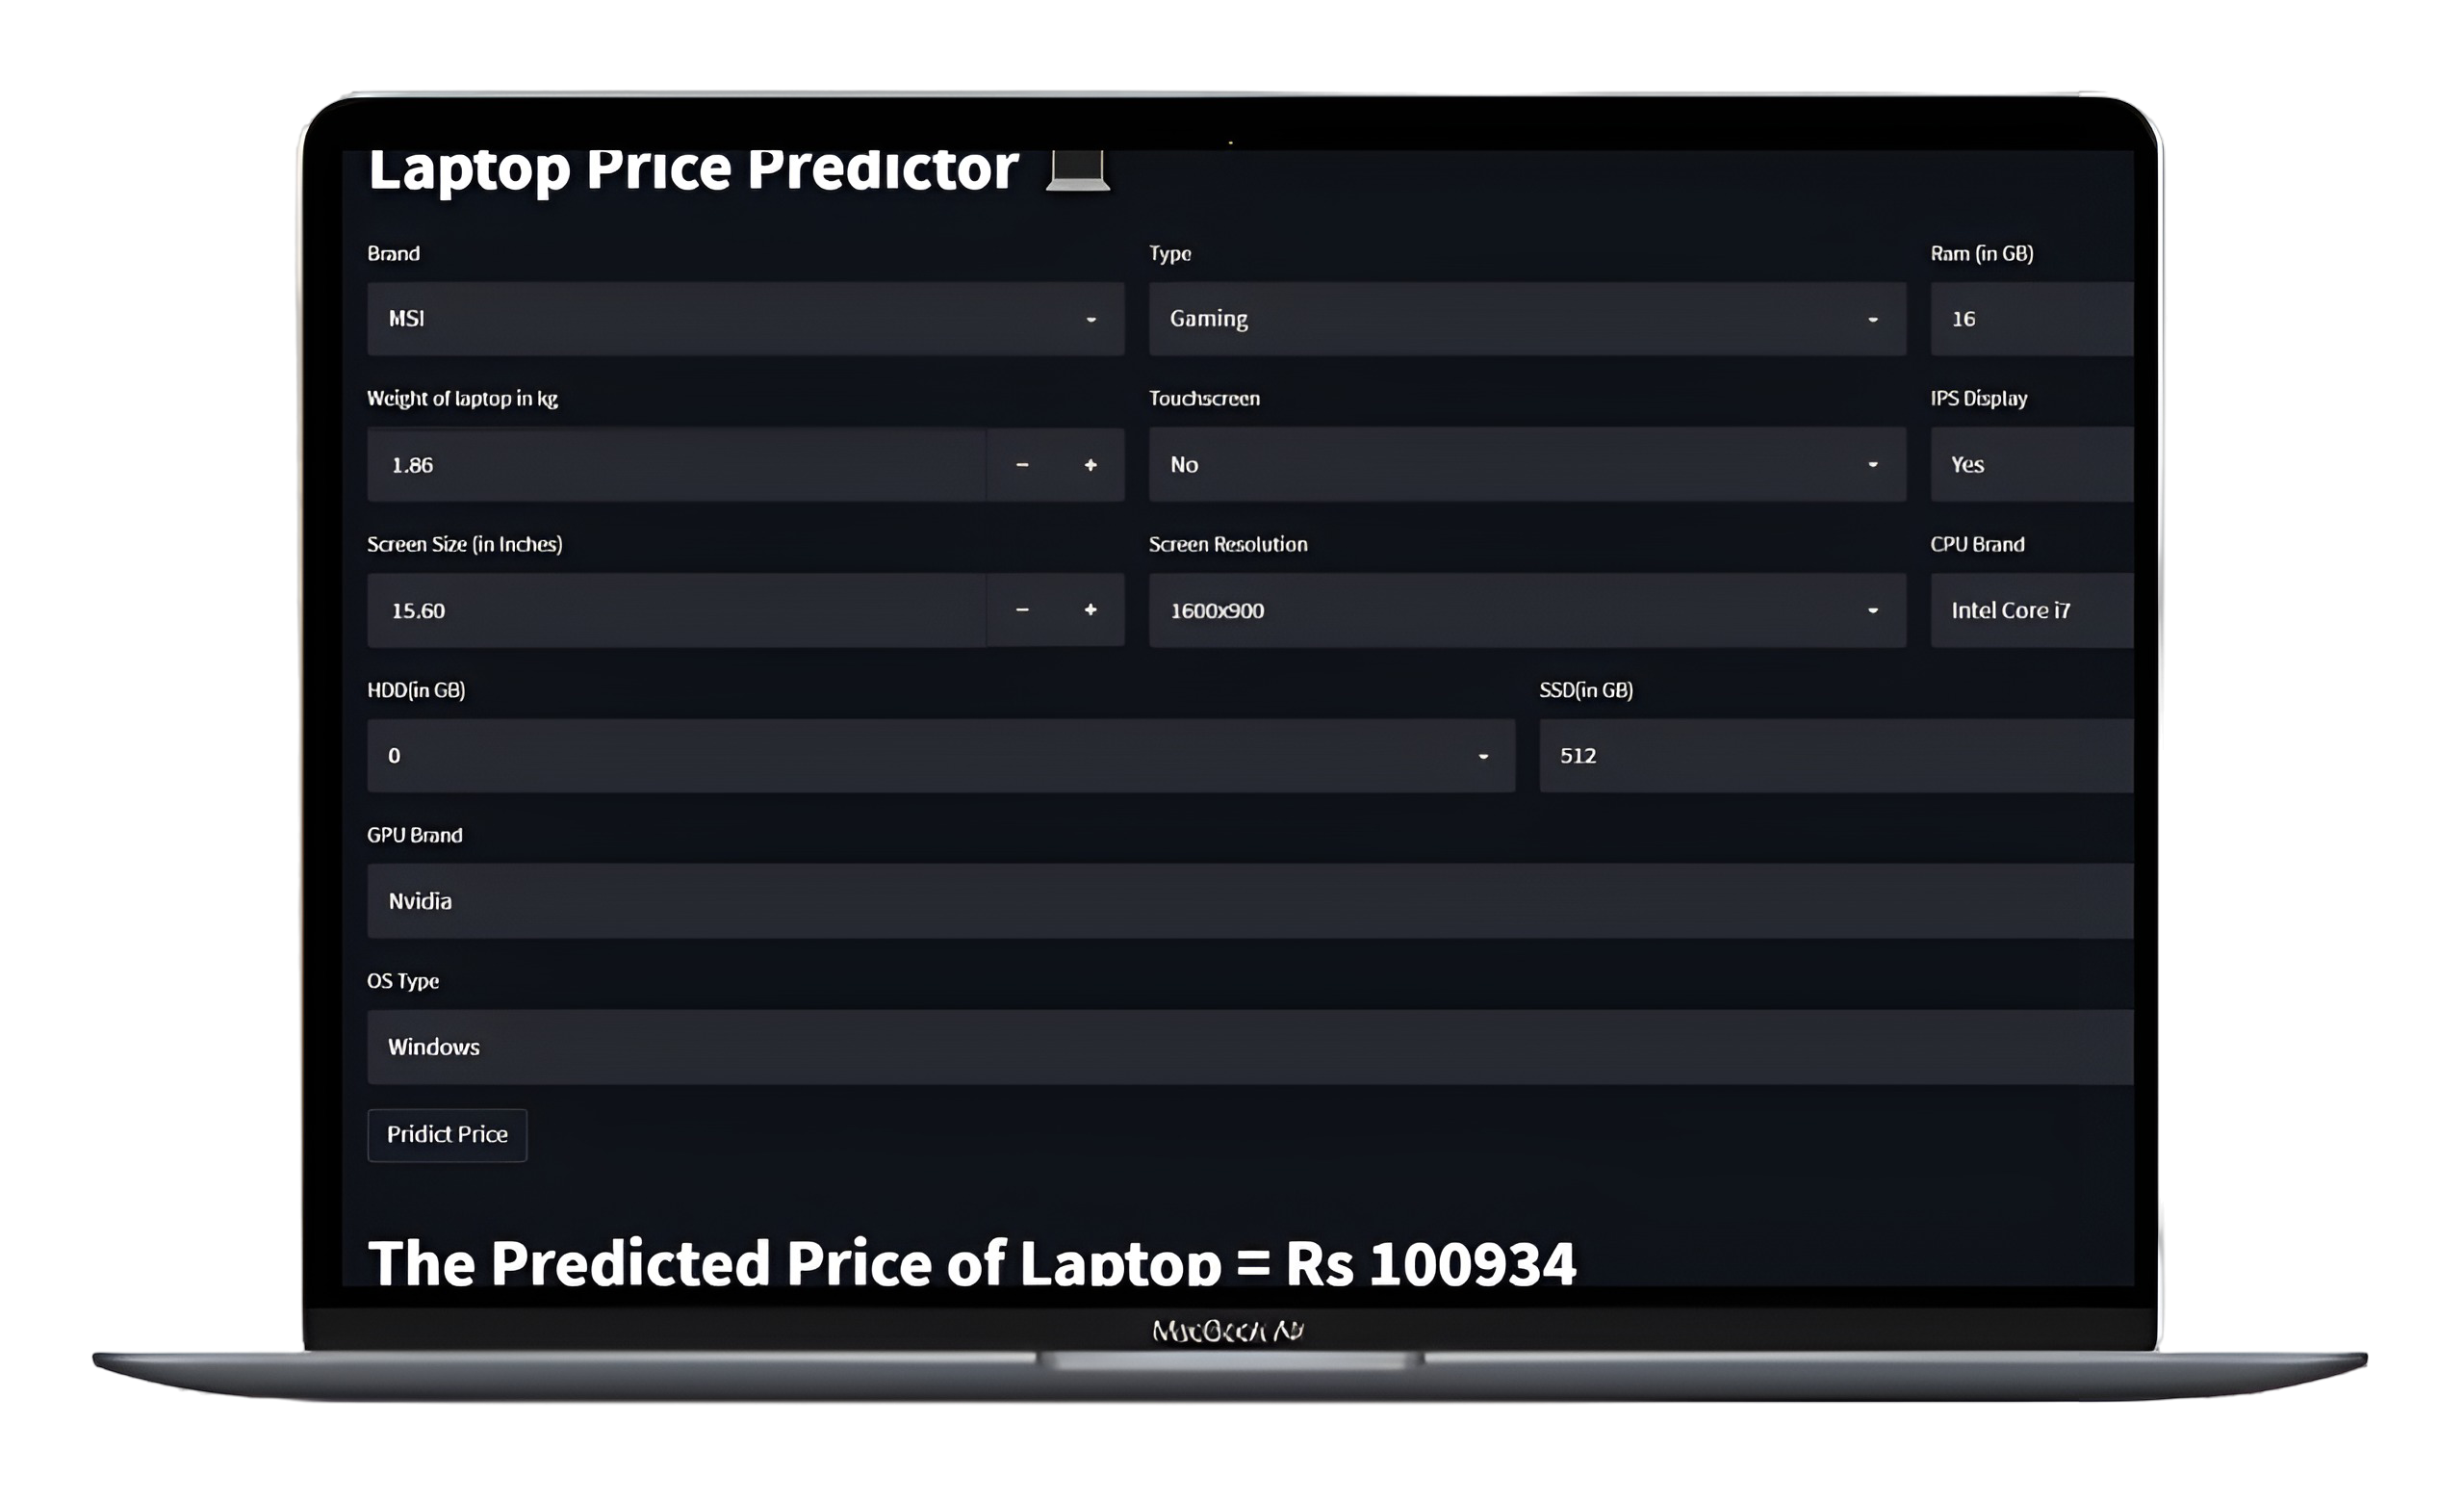 Laptop Price Predictor
Brand Type Ram (in GB)
MSI Gaming 16
Weight of laptop in kg Touchscreen IPS Display
1.86 - + No Yes
Screen Size (in Inches) Screen Resolution CPU Brand
15.60 - + 1600x900 Intel Core i7
HDD(in GB) SSD(in GB)
0 512
GPU Brand
Nvidia
OS Type
Windows
Pridict Price
The Predicted Price of Laptop = Rs 100934